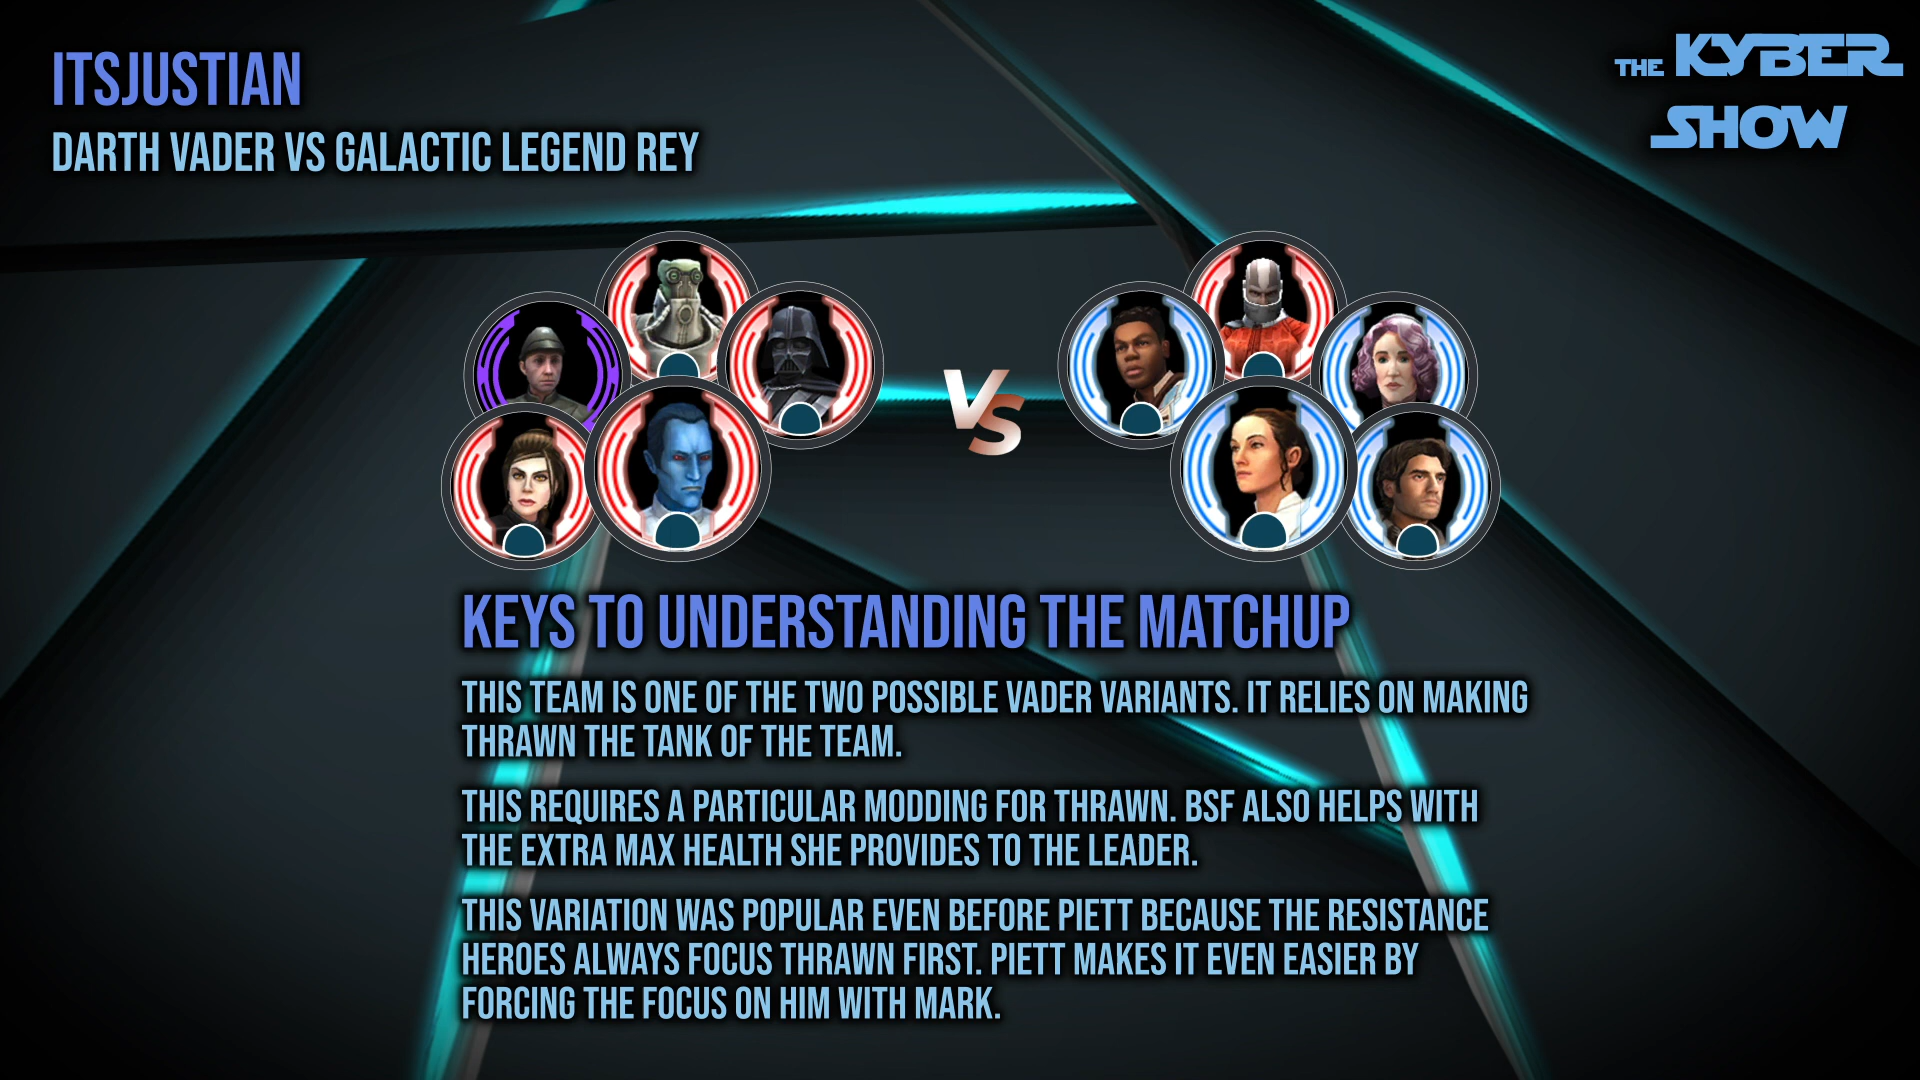 ITSJUSTIAN
DARTH VADER VS GALACTIC LEGEND REY
THE KYBER
SHOW
VS
KEYS TO UNDERSTANDING THE MATCHUP
THIS TEAM IS ONE OF THE TWO POSSIBLE VADER VARIANTS. IT RELIES ON MAKING
THRAWN THE TANK OF THE TEAM.
THIS REQUIRES A PARTICULAR MODDING FOR THRAWN. BSF ALSO HELPS WITH
THE EXTRA MAX HEALTH SHE PROVIDES TO THE LEADER.
THIS VARIATION WAS POPULAR EVEN BEFORE PIETT BECAUSE THE RESISTANCE
HEROES ALWAYS FOCUS THRAWN FIRST. PIETT MAKES IT EVEN EASIER BY
FORCING THE FOCUS ON HIM WITH MARK.